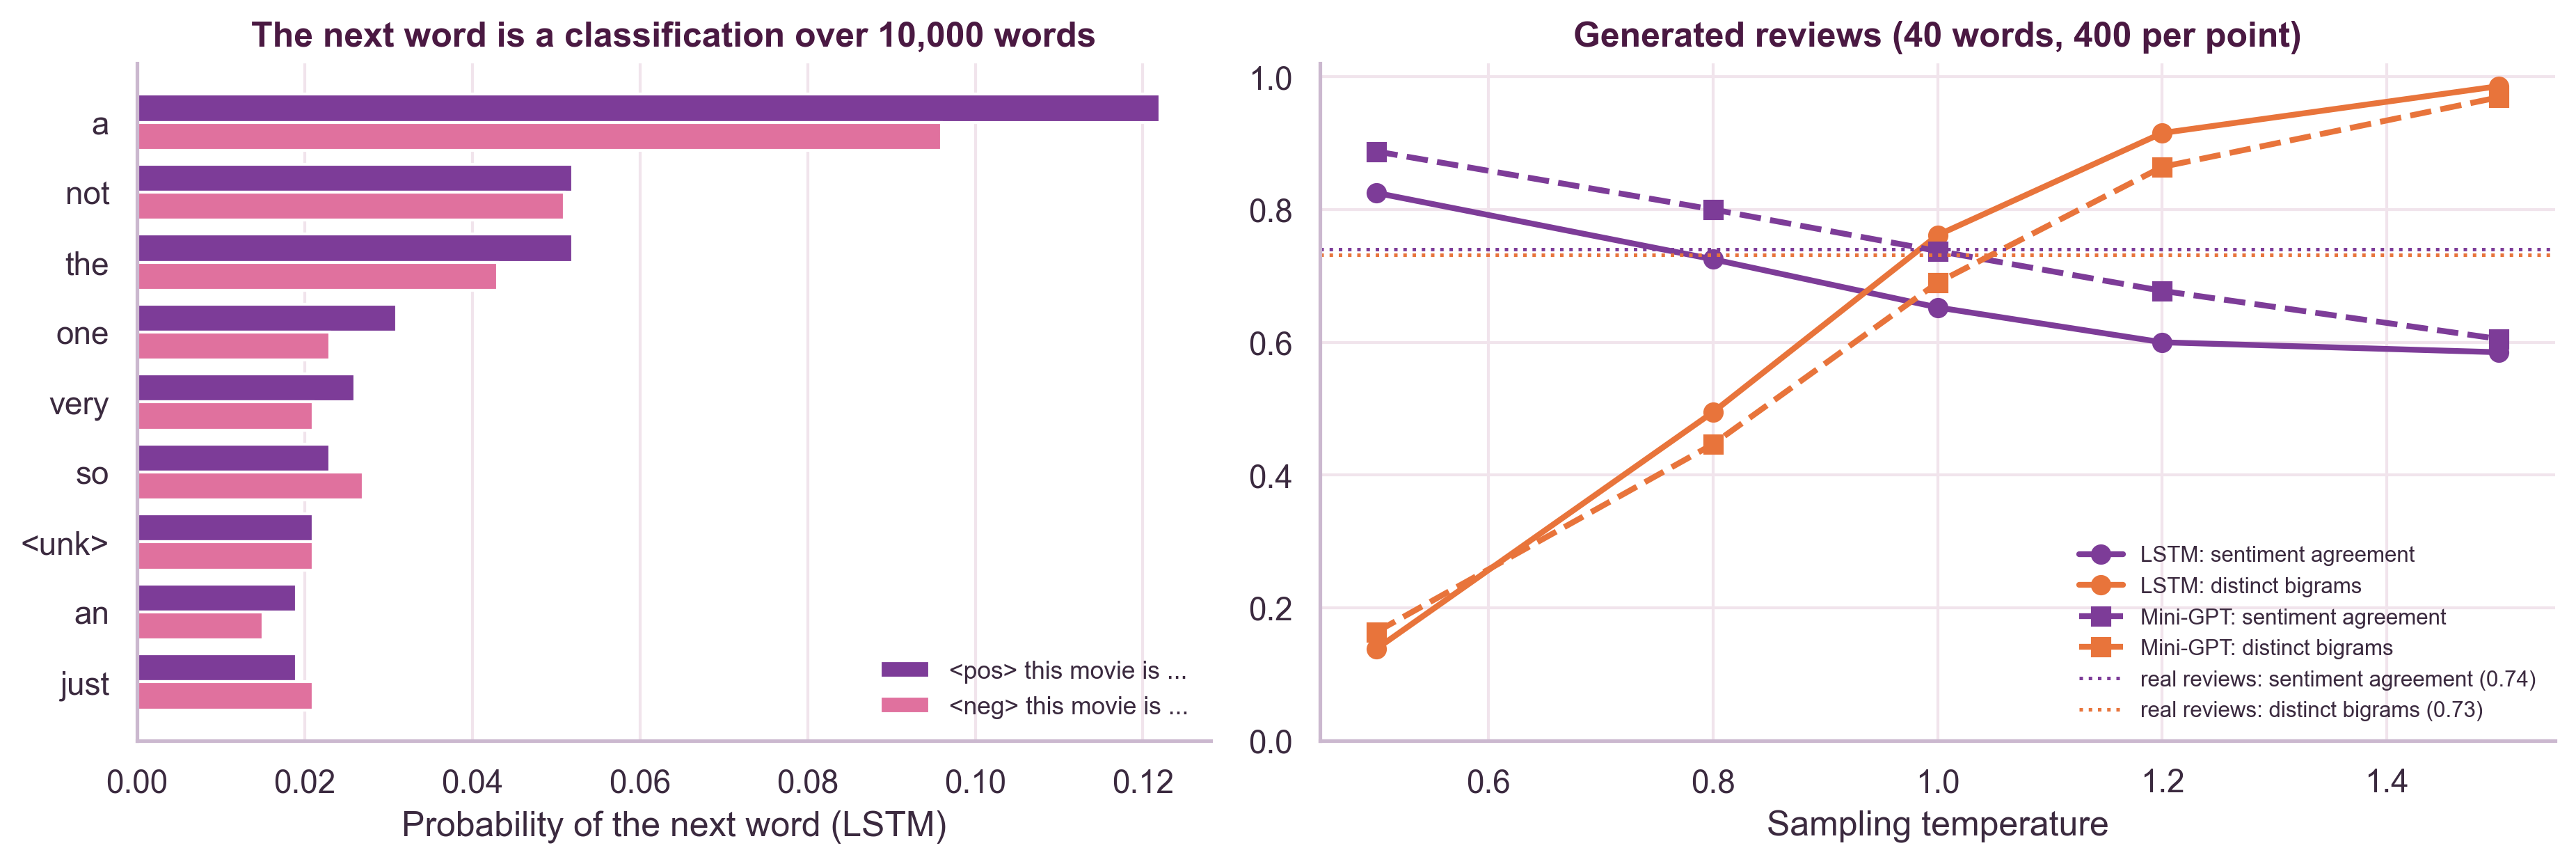 The next word is a classification over 10,000 words
a
not
the
one
very
so
<unk>
an
just
<pos> this movie is ...
<neg> this movie is ...
0.00 0.02 0.04 0.06 0.08 0.10 0.12
Probability of the next word (LSTM)
Generated reviews (40 words, 400 per point)
1.0
0.8
0.6
0.4
0.2
0.0
LSTM: sentiment agreement
LSTM: distinct bigrams
Mini-GPT: sentiment agreement
Mini-GPT: distinct bigrams
real reviews: sentiment agreement (0.74)
real reviews: distinct bigrams (0.73)
0.6 0.8 1.0 1.2 1.4
Sampling temperature